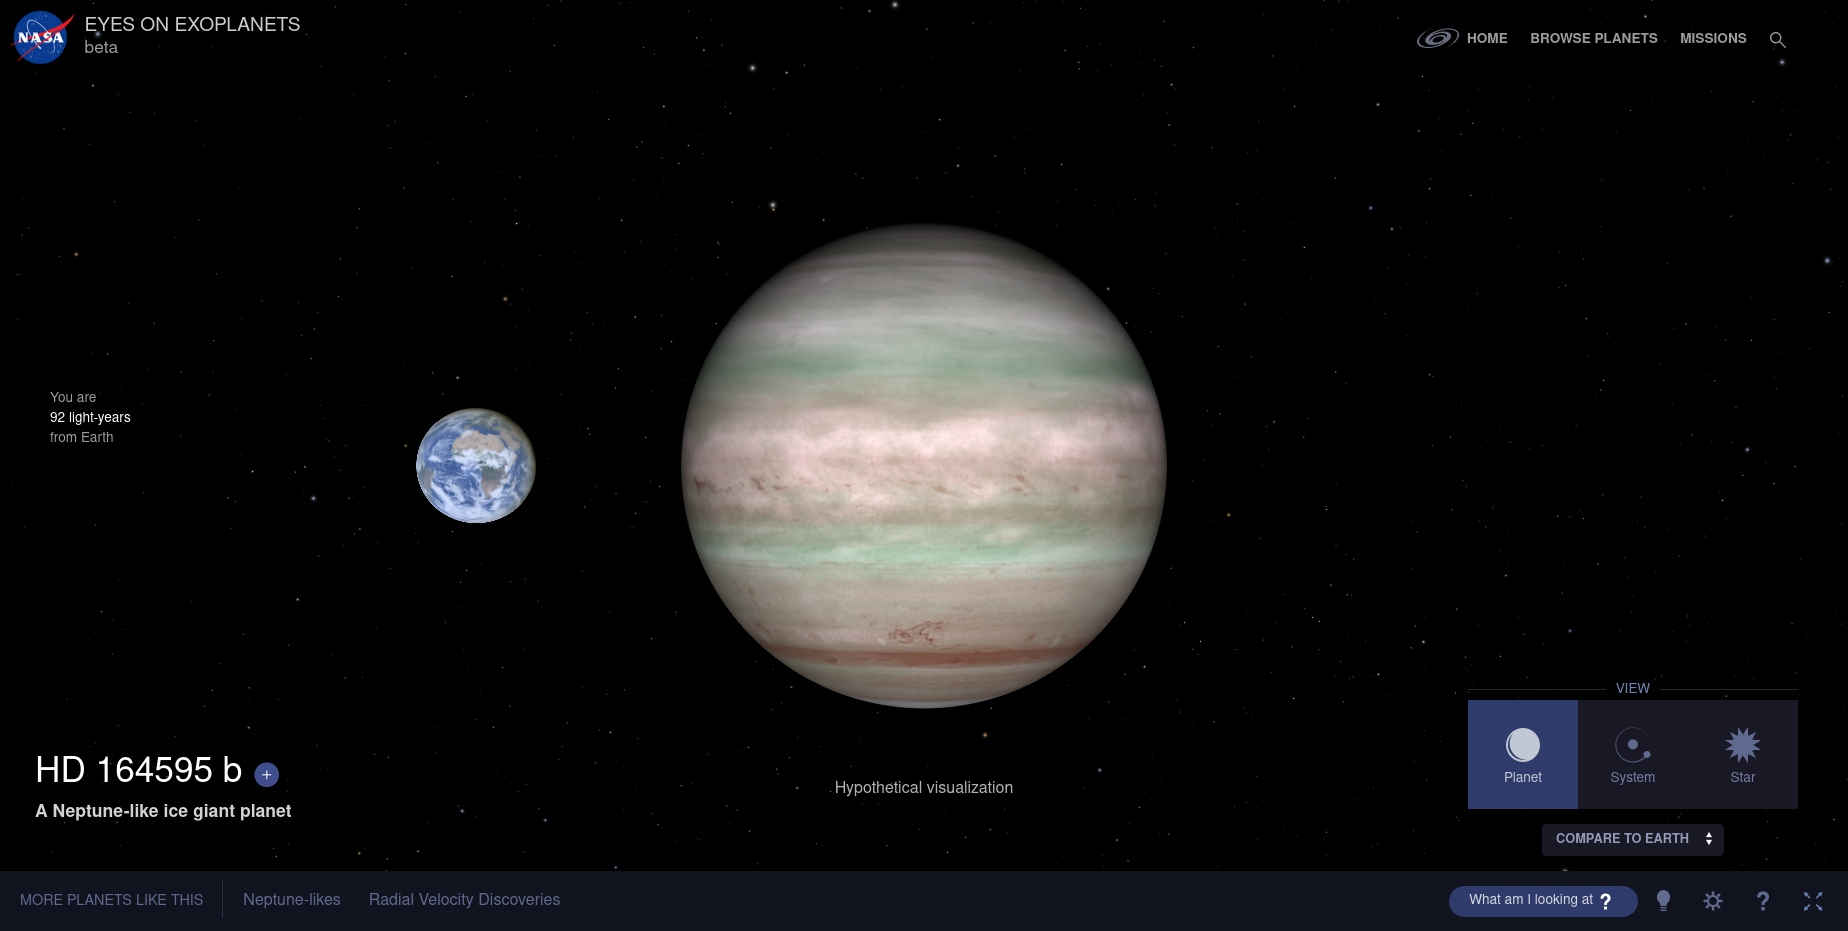 NASA
EYES ON EXOPLANETS
beta
HOME
BROWSE PLANETS
MISSIONS
You are
92 light-years
from Earth
HD 164595 b +
A Neptune-like ice giant planet
Hypothetical visualization
VIEW
Planet
System
Star
COMPARE TO EARTH
MORE PLANETS LIKE THIS
Neptune-likes
Radial Velocity Discoveries
What am I looking at ?
?